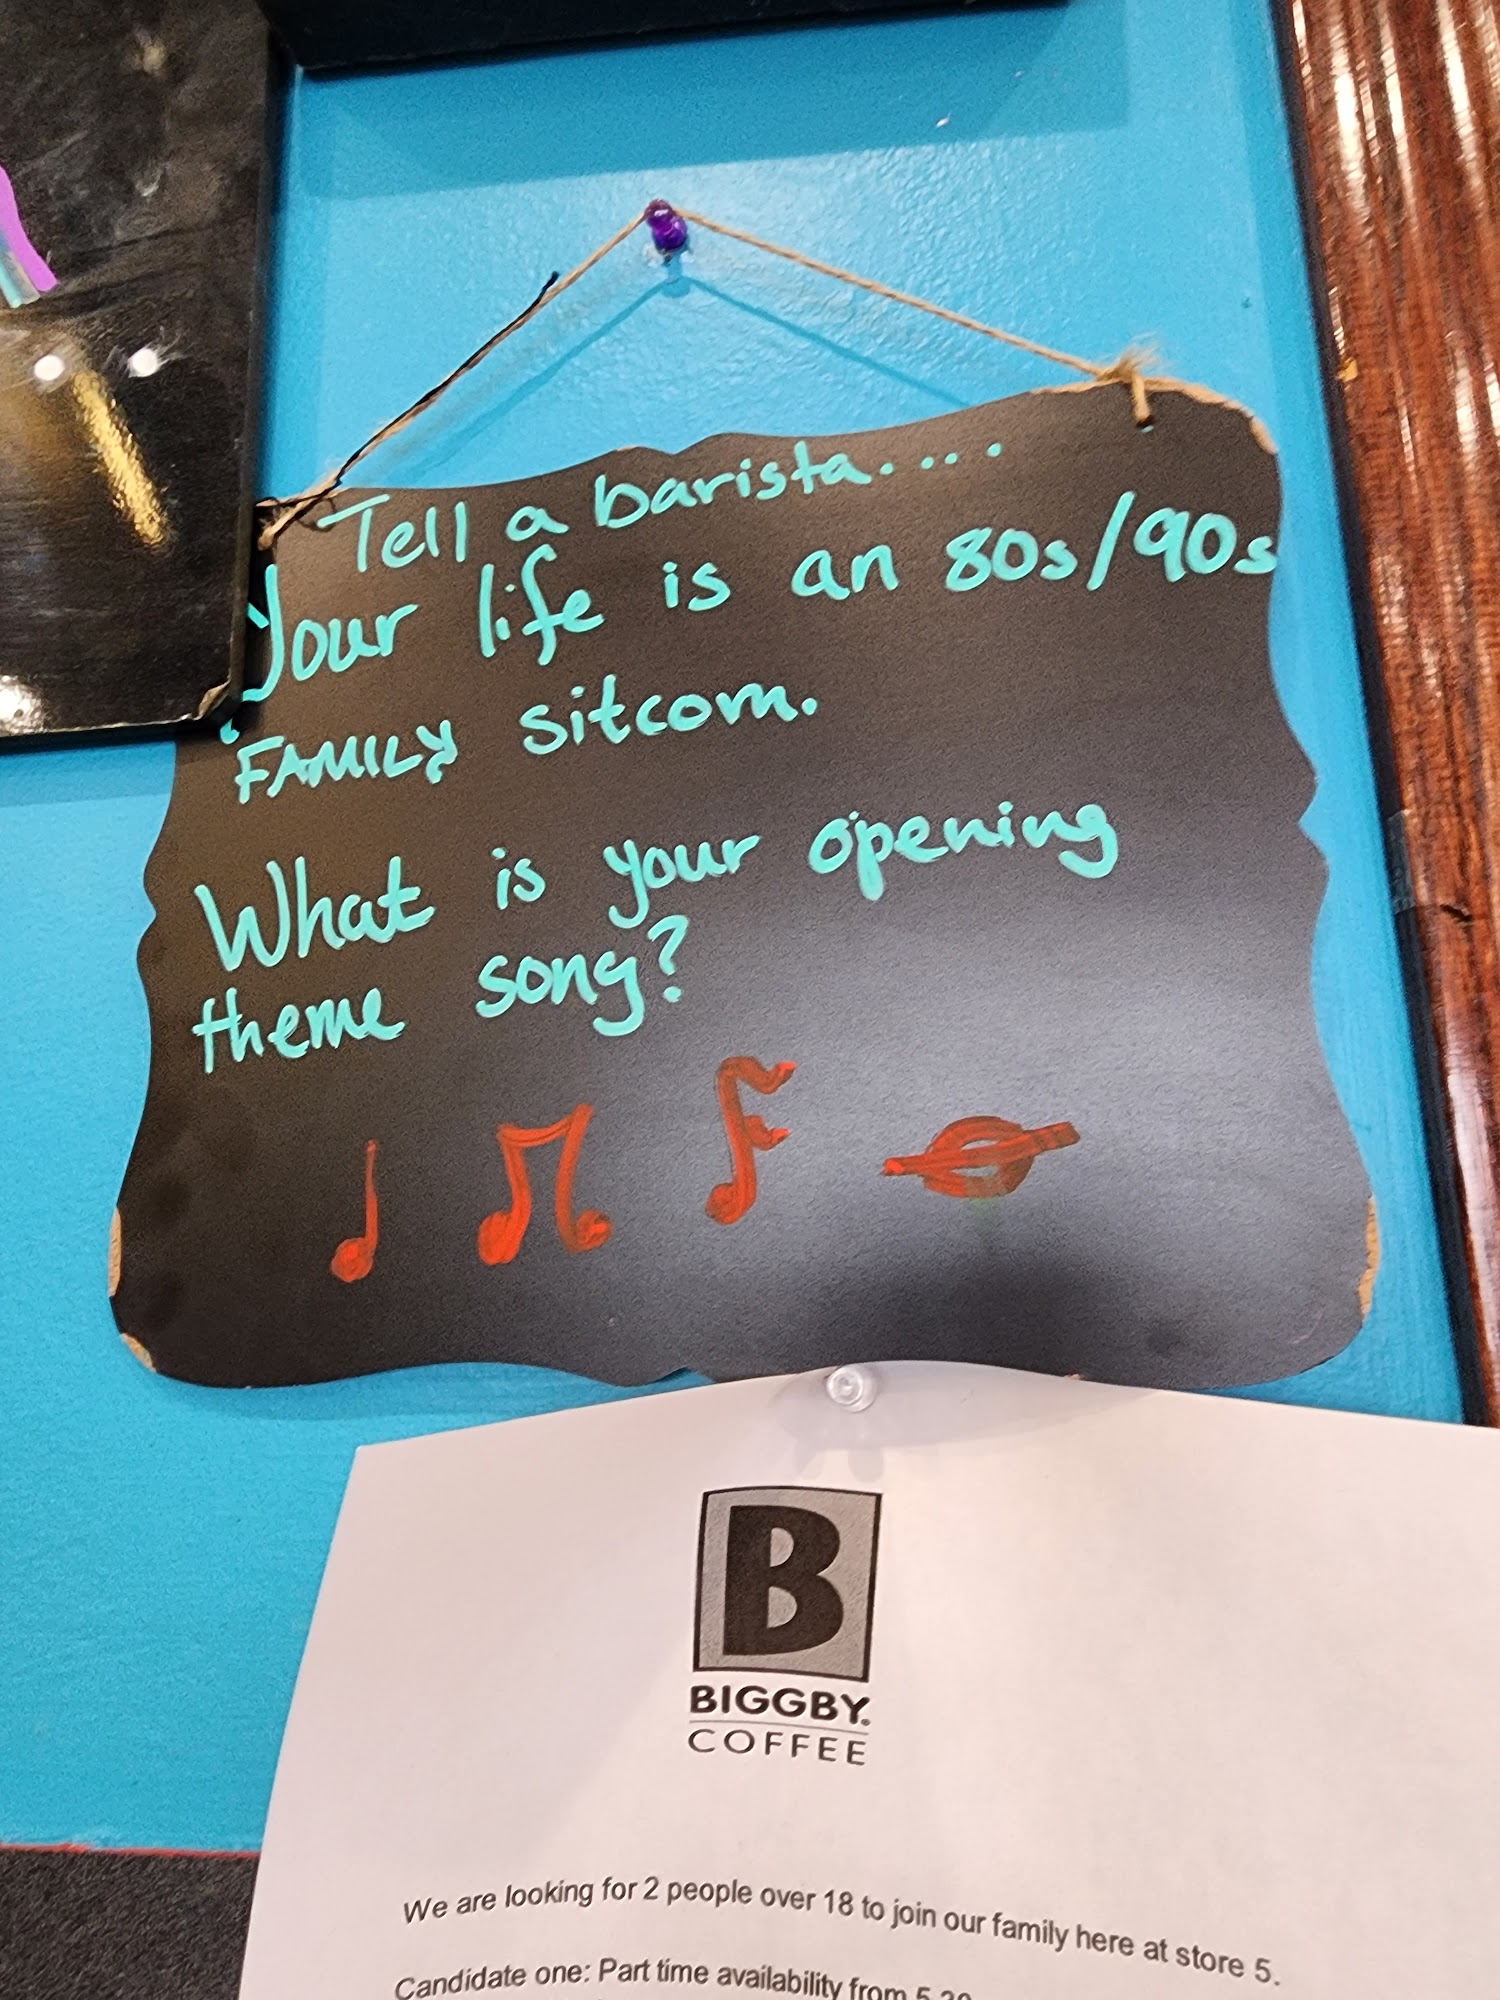 Tell a barista....
Your life is an 80s/90s
FAMILY sitcom.
What is your opening
theme song?
B
BIGGBY.
COFFEE
We are looking for 2 people over 18 to join our family here at store 5.
Candidate one: Part time availability from